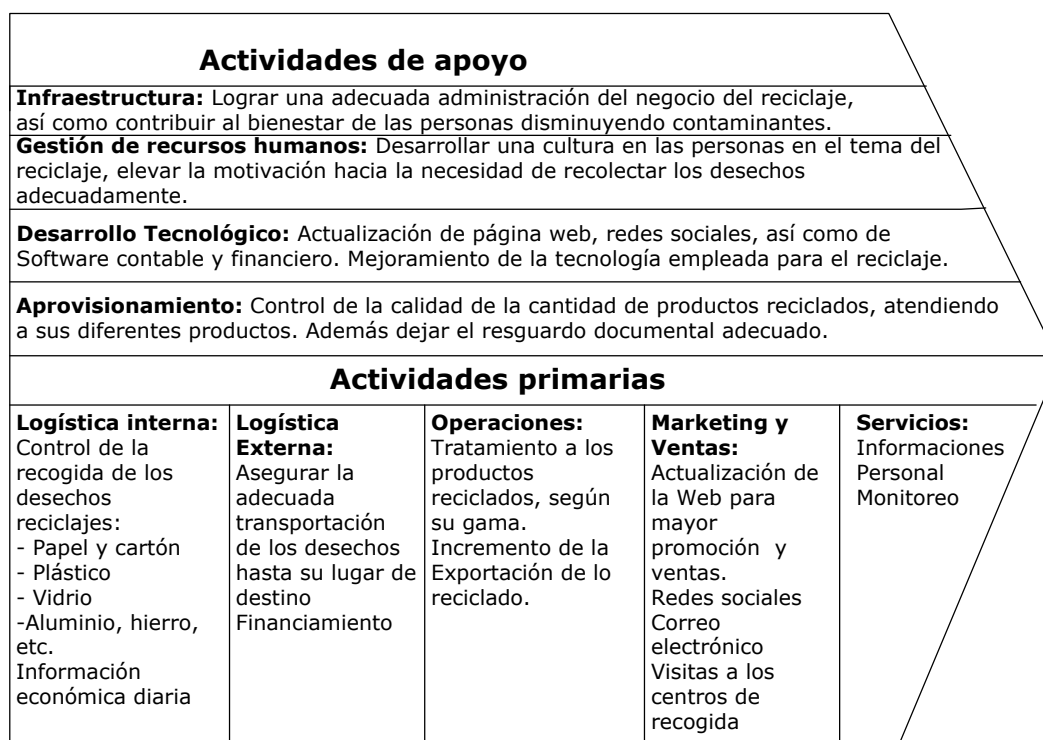 Actividades de apoyo
Infraestructura: Lograr una adecuada administración del negocio del reciclaje,
así como contribuir al bienestar de las personas disminuyendo contaminantes.
Gestión de recursos humanos: Desarrollar una cultura en las personas en el tema del
reciclaje, elevar la motivación hacia la necesidad de recolectar los desechos
adecuadamente.
Desarrollo Tecnológico: Actualización de página web, redes sociales, así como de
Software contable y financiero. Mejoramiento de la tecnología empleada para el reciclaje.
Aprovisionamiento: Control de la calidad de la cantidad de productos reciclados, atendiendo
a sus diferentes productos. Además dejar el resguardo documental adecuado.
Actividades primarias
Logística interna:
Control de la
recogida de los
desechos
reciclajes:
- Papel y cartón
- Plástico
- Vidrio
-Aluminio, hierro,
etc.
Información
económica diaria
Logística
Externa:
Asegurar la
adecuada
transportación
de los desechos
hasta su lugar de
destino
Financiamiento
Operaciones:
Tratamiento a los
productos
reciclados, según
su gama.
Incremento de la
Exportación de lo
reciclado.
Marketing y
Ventas:
Actualización de
la Web para
mayor
promoción y
ventas.
Redes sociales
Correo
electrónico
Visitas a los
centros de
recogida
Servicios:
Informaciones
Personal
Monitoreo